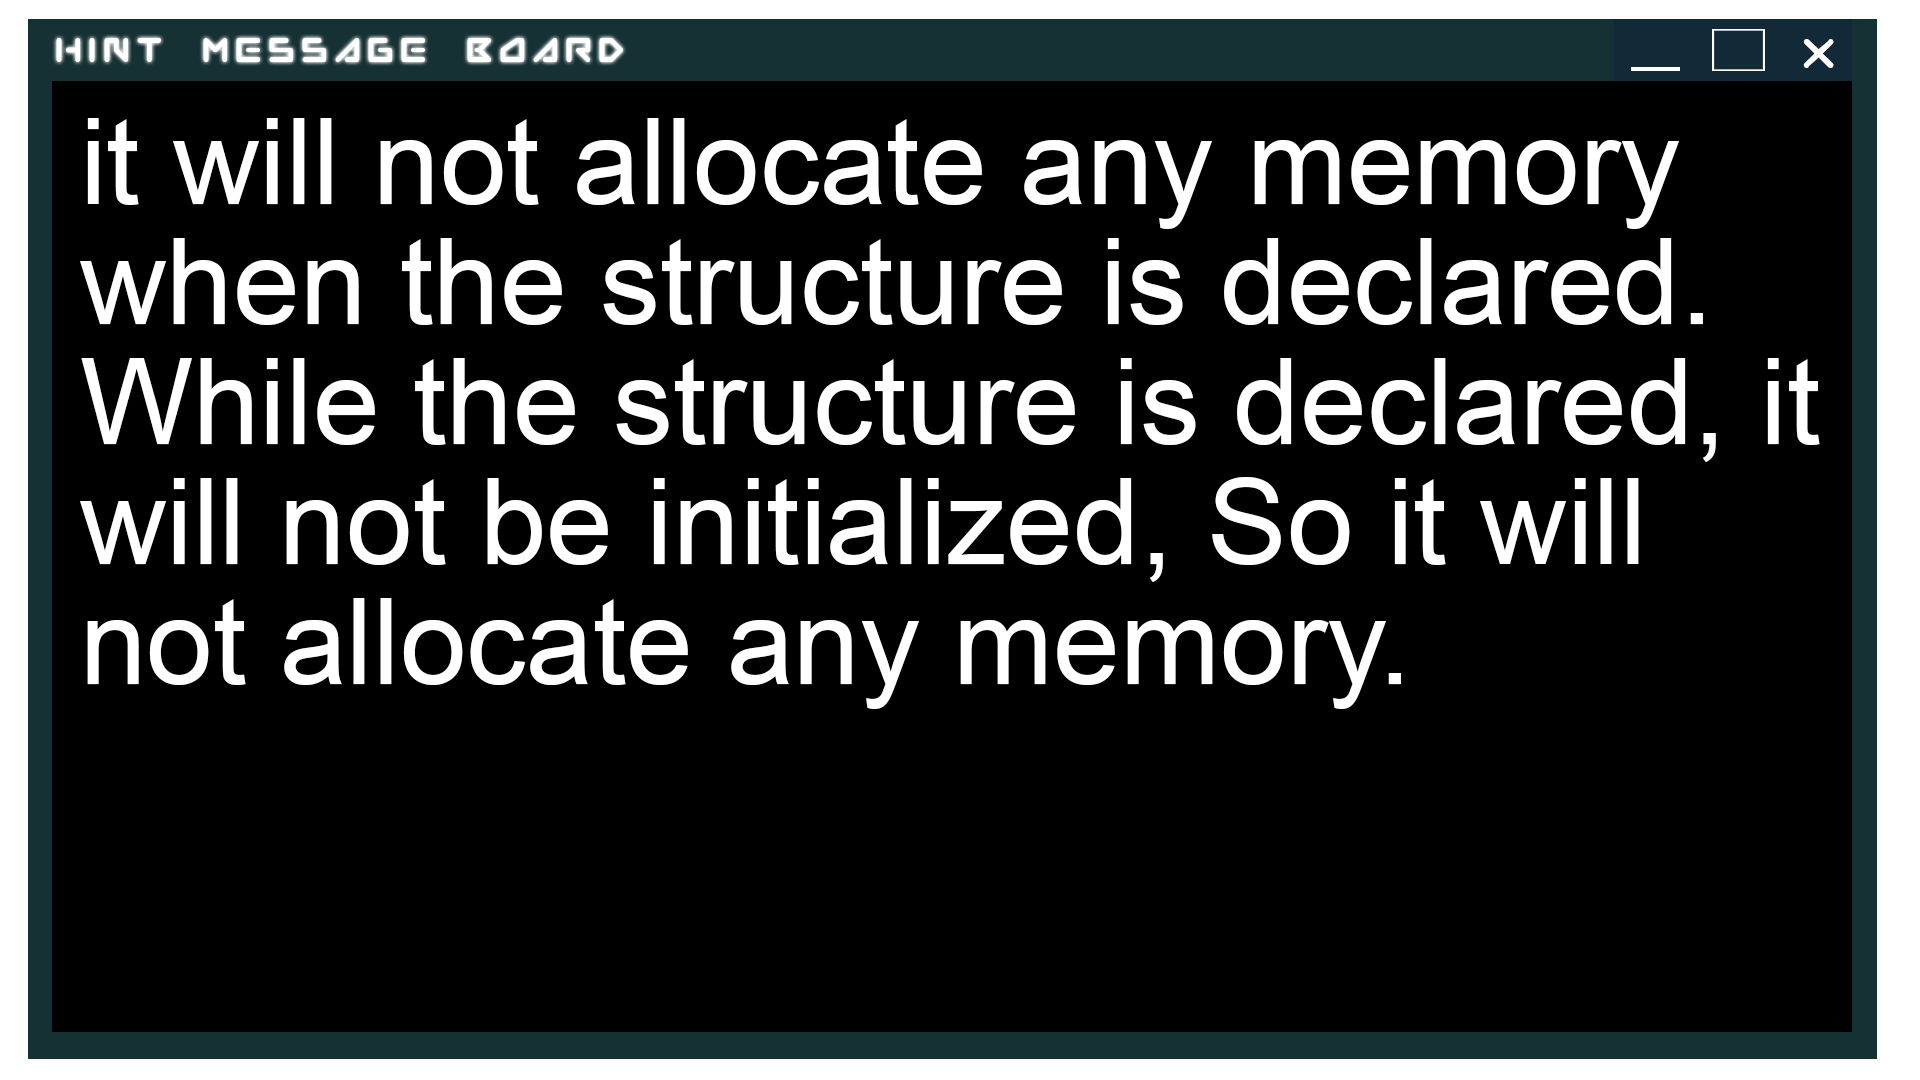 HINT MESSAGE BOARD
it will not allocate any memory
when the structure is declared.
While the structure is declared, it
will not be initialized, So it will
not allocate any memory.